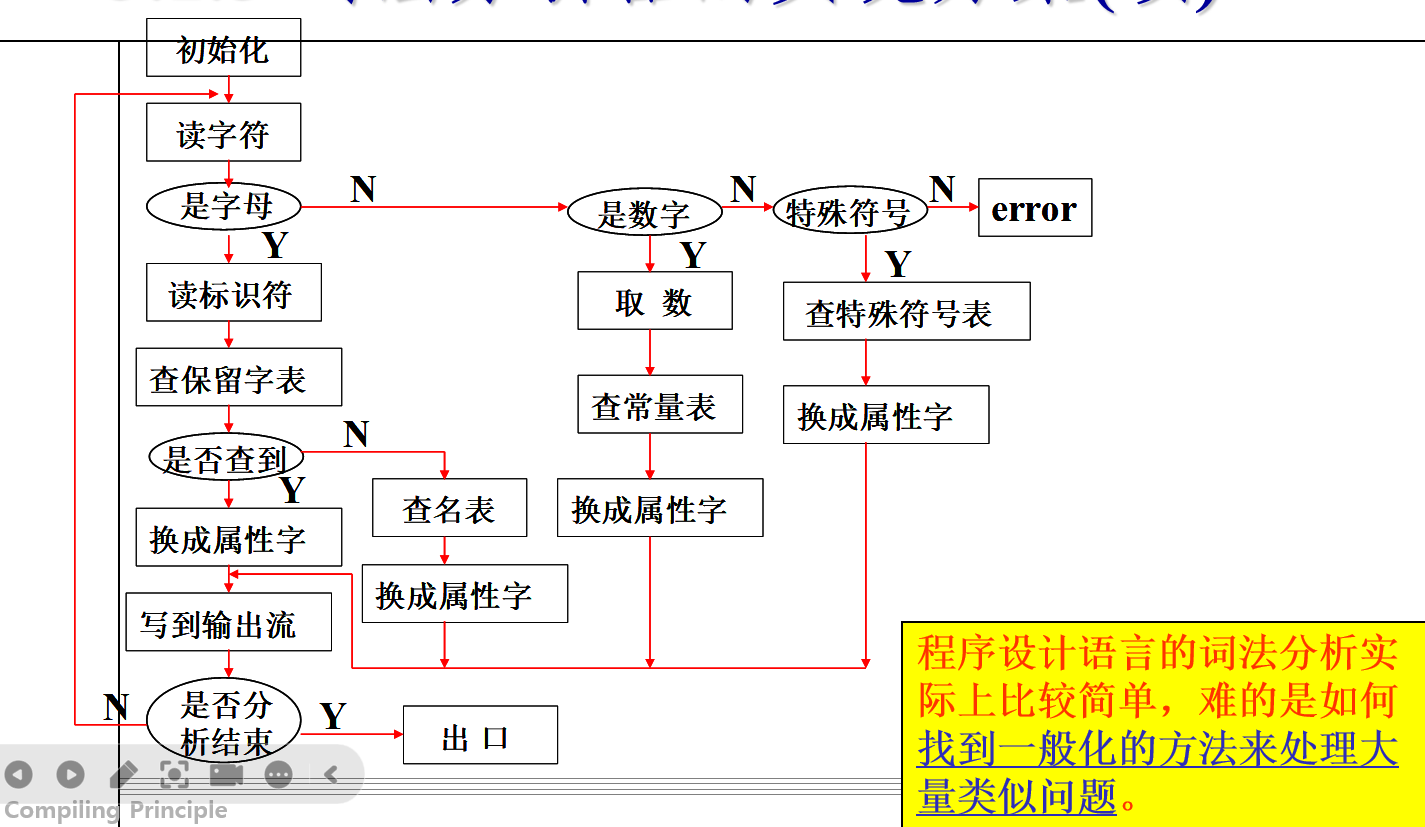 初始化
读字符
是字母
N
是数字
N
特殊符号
N
error
Y
Y
Y
读标识符
取 数
查特殊符号表
查保留字表
查常量表
换成属性字
是否查到
N
Y
查名表
换成属性字
换成属性字
换成属性字
写到输出流
是否分
析结束
N
Y
出 口
程序设计语言的词法分析实
际上比较简单，难的是如何
找到一般化的方法来处理大
量类似问题。
Compiling Principle